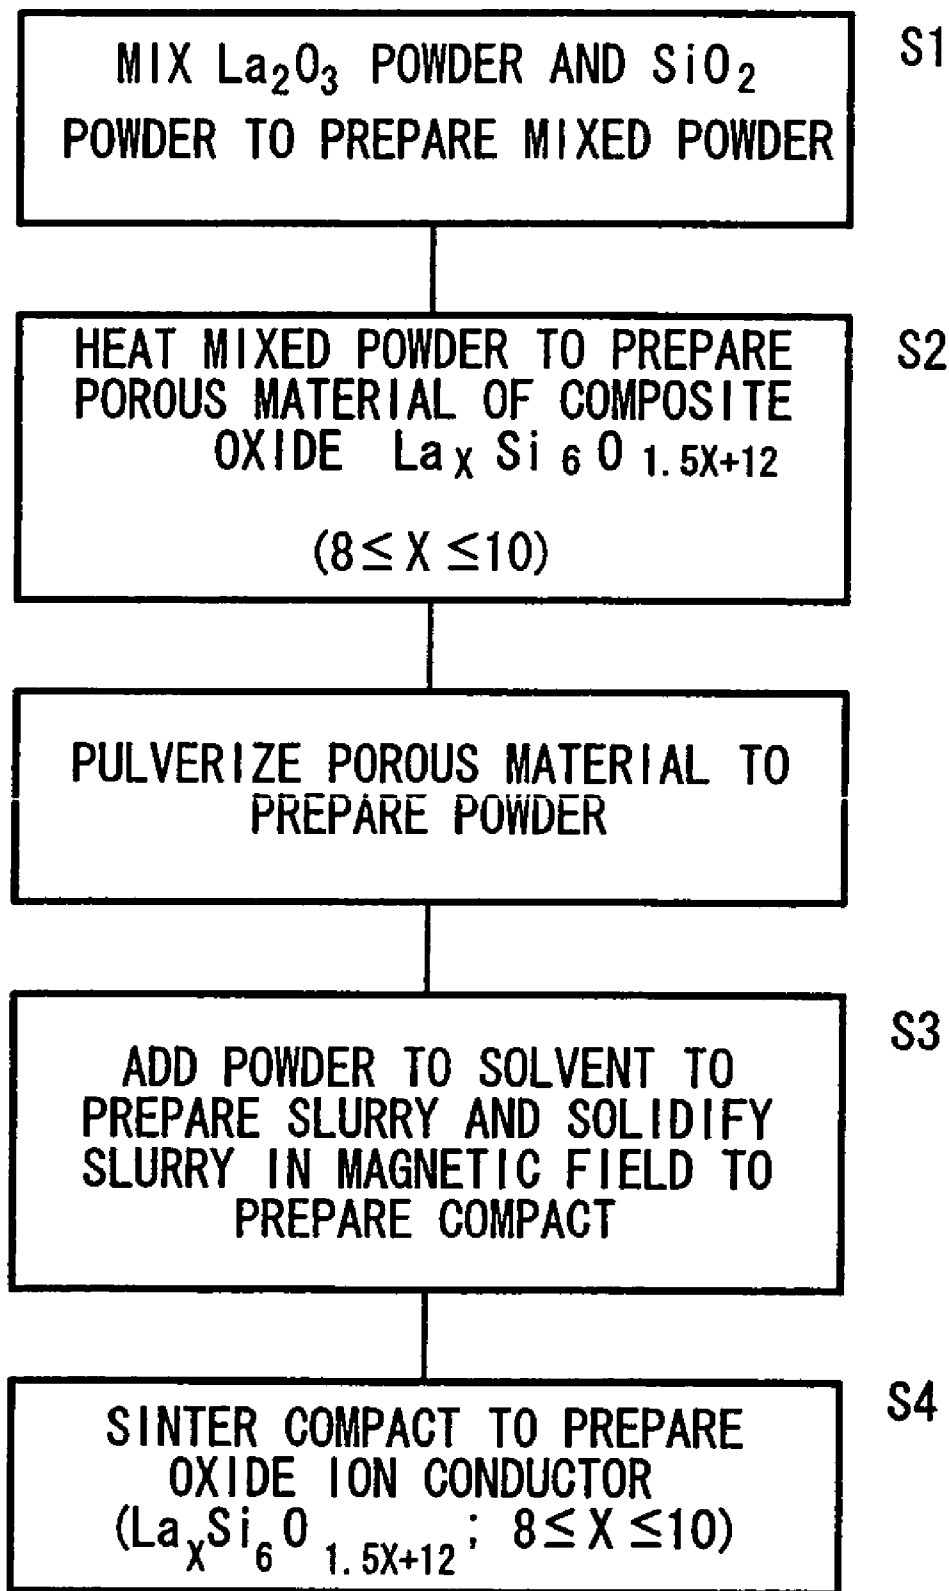 MIX La₂O₃ POWDER AND SiO₂
POWDER TO PREPARE MIXED POWDER
S1
HEAT MIXED POWDER TO PREPARE
POROUS MATERIAL OF COMPOSITE
OXIDE LaₓSi₆O₁.₅ₓ₊₁₂
(8≤X≤10)
S2
PULVERIZE POROUS MATERIAL TO
PREPARE POWDER
ADD POWDER TO SOLVENT TO
PREPARE SLURRY AND SOLIDIFY
SLURRY IN MAGNETIC FIELD TO
PREPARE COMPACT
S3
SINTER COMPACT TO PREPARE
OXIDE ION CONDUCTOR
(LaₓSi₆O₁.₅ₓ₊₁₂; 8≤X≤10)
S4